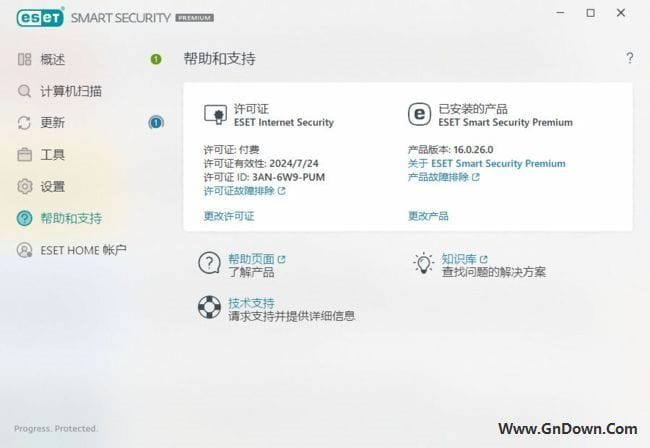 eset SMART SECURITY PREMIUM
概述
1
帮助和支持
?
计算机扫描
更新
1
工具
设置
帮助和支持
ESET HOME 帐户
许可证
ESET Internet Security
许可证: 付费
许可证有效性: 2024/7/24
许可证 ID: 3AN-6W9-PUM
许可证故障排除
更改许可证
已安装的产品
ESET Smart Security Premium
产品版本: 16.0.26.0
关于 ESET Smart Security Premium
产品故障排除
更改产品
帮助页面
了解产品
知识库
查找问题的解决方案
技术支持
请求支持并提供详细信息
Progress. Protected.
Www.GnDown.Com